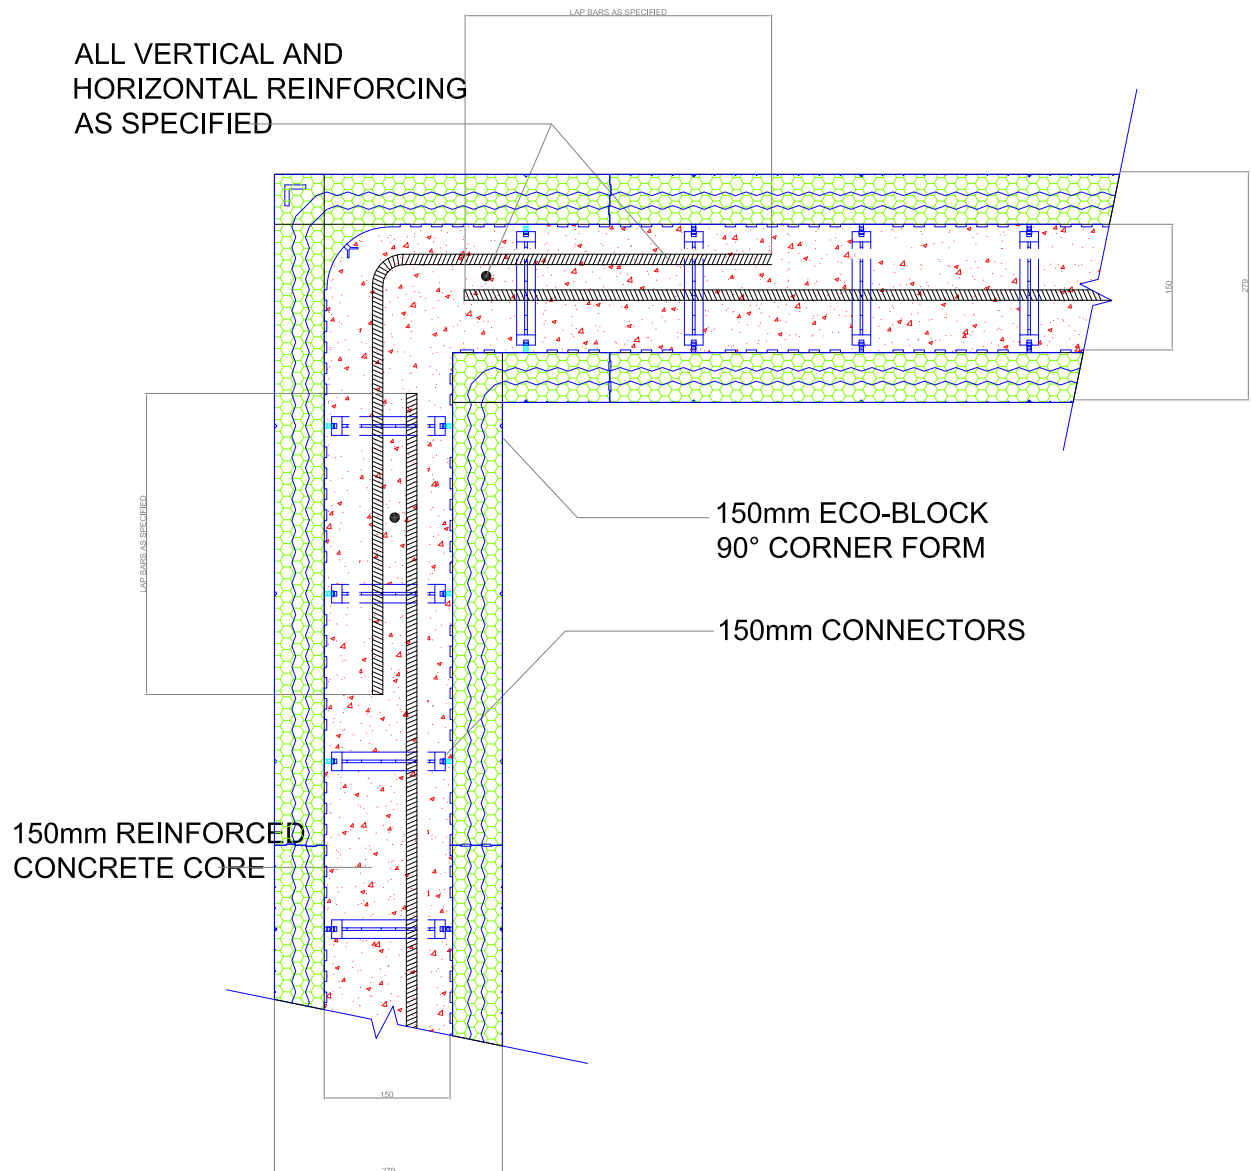 LAP BARS AS SPECIFIED
ALL VERTICAL AND
HORIZONTAL REINFORCING
AS SPECIFIED
150
279
LAP BARS AS SPECIFIED
150mm ECO-BLOCK
90° CORNER FORM
150mm CONNECTORS
150mm REINFORCED
CONCRETE CORE
150
279